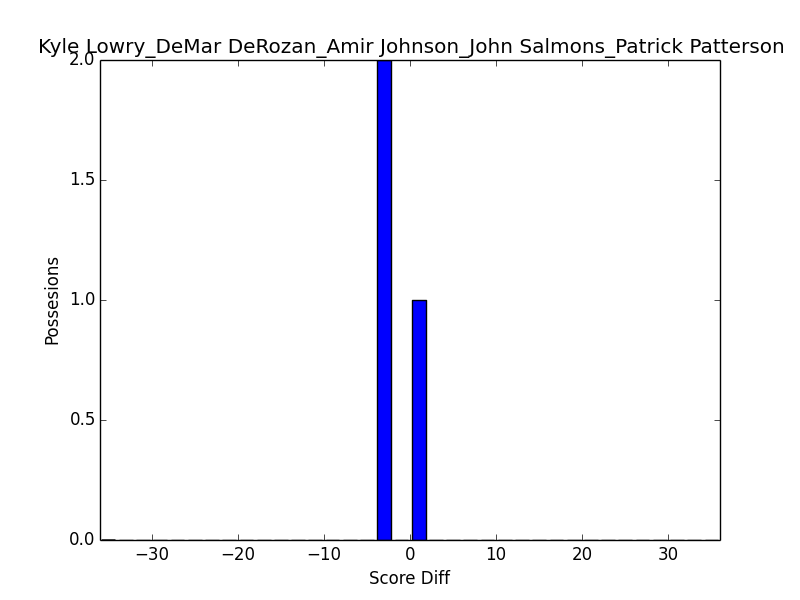 Kyle Lowry_DeMar DeRozan_Amir Johnson_John Salmons_Patrick Patterson
2.0
1.5
1.0
0.5
0.0
Possesions
−30 −20 −10 0 10 20 30
Score Diff